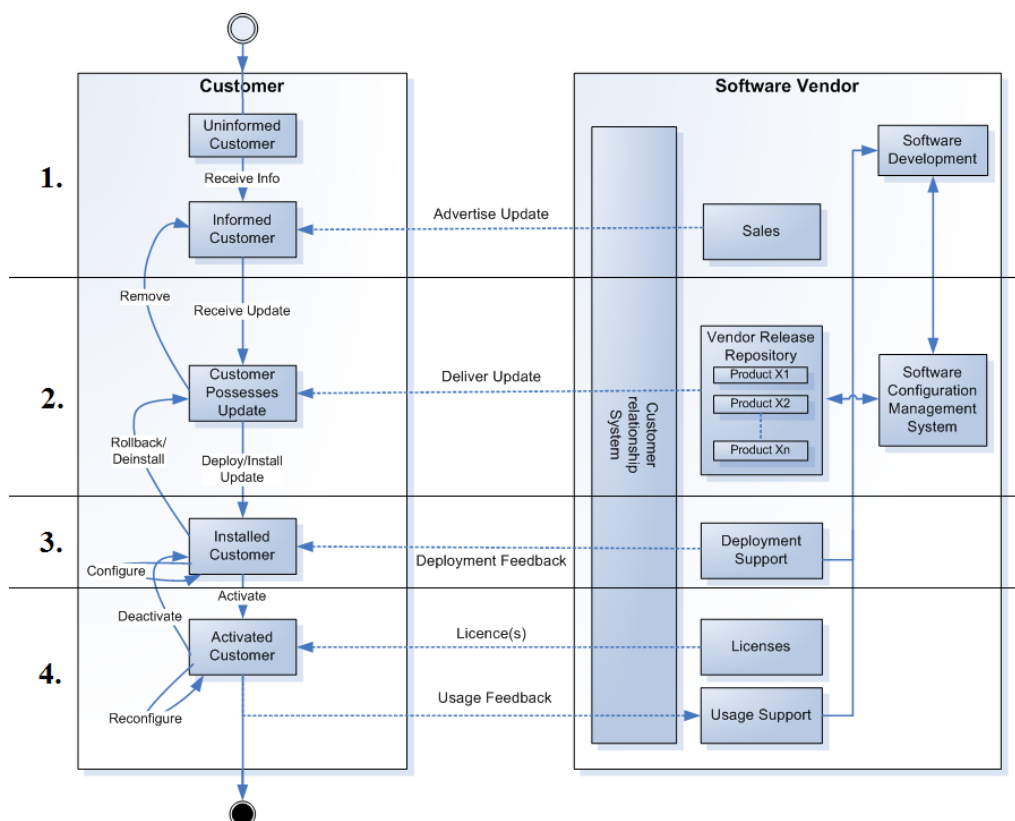 Customer
Software Vendor
1.
Uninformed
Customer
Receive Info
Informed
Customer
Advertise Update
Sales
Software
Development
Remove
Receive Update
2.
Customer
Possesses
Update
Deliver Update
Vendor Release
Repository
Product X1
Product X2
Product Xn
Software
Configuration
Management
System
Customer
relationship
System
Rollback/
Deinstall
Deploy/Install
Update
3.
Installed
Customer
Configure
Deployment Feedback
Deployment
Support
Activate
Deactivate
4.
Activated
Customer
Reconfigure
Licence(s)
Licenses
Usage Feedback
Usage Support